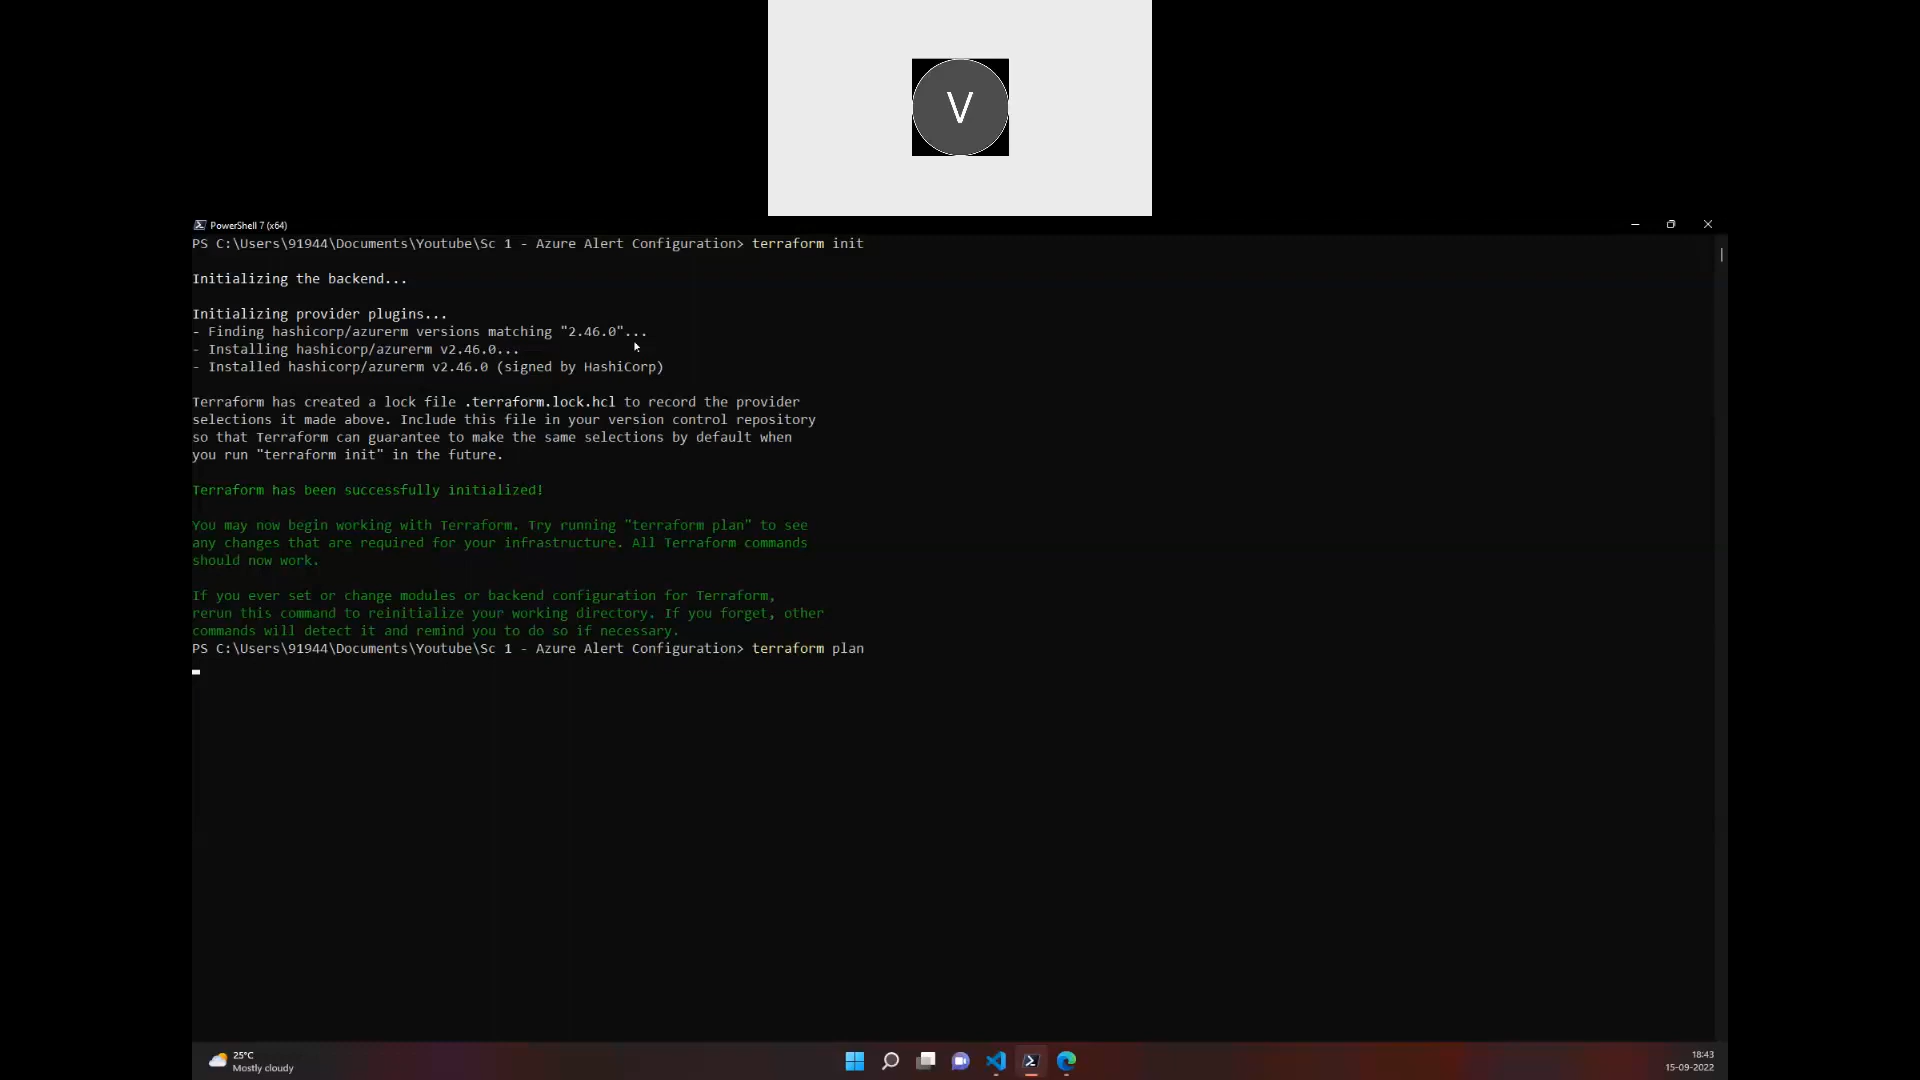 V
PowerShell 7 (x64)
PS C:\Users\91944\Documents\Youtube\Sc 1 - Azure Alert Configuration> terraform init
Initializing the backend...
Initializing provider plugins...
- Finding hashicorp/azurerm versions matching "2.46.0"...
- Installing hashicorp/azurerm v2.46.0...
- Installed hashicorp/azurerm v2.46.0 (signed by HashiCorp)
Terraform has created a lock file .terraform.lock.hcl to record the provider
selections it made above. Include this file in your version control repository
so that Terraform can guarantee to make the same selections by default when
you run "terraform init" in the future.
Terraform has been successfully initialized!
You may now begin working with Terraform. Try running "terraform plan" to see
any changes that are required for your infrastructure. All Terraform commands
should now work.
If you ever set or change modules or backend configuration for Terraform,
rerun this command to reinitialize your working directory. If you forget, other
commands will detect it and remind you to do so if necessary.
PS C:\Users\91944\Documents\Youtube\Sc 1 - Azure Alert Configuration> terraform plan
25°C
Mostly cloudy
18:43
15-09-2022